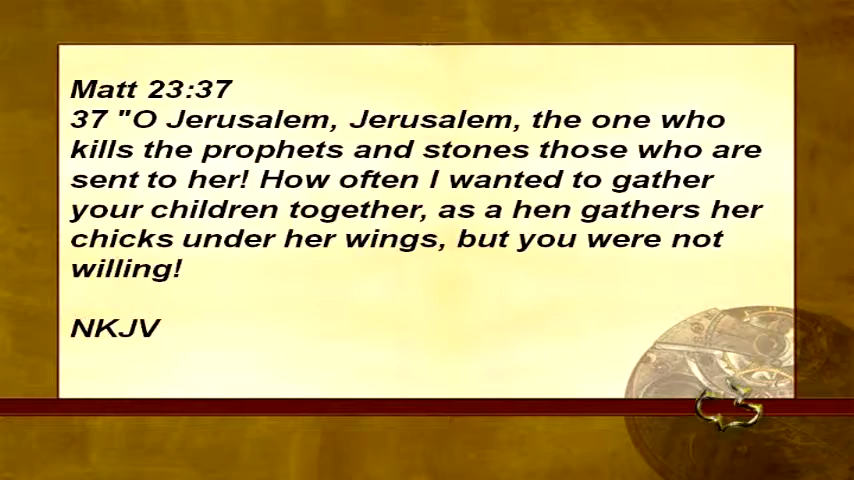 Matt 23:37
37 "O Jerusalem, Jerusalem, the one who
kills the prophets and stones those who are
sent to her! How often I wanted to gather
your children together, as a hen gathers her
chicks under her wings, but you were not
willing!
NKJV